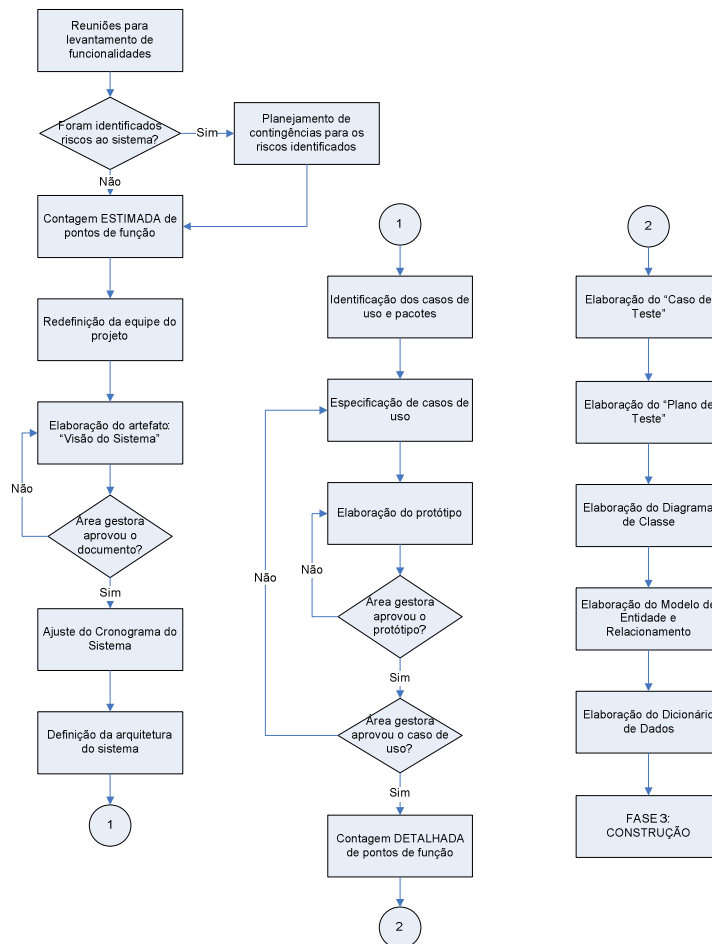 Reuniões para
levantamento de
funcionalidades
Foram identificados
riscos ao sistema?
Sim
Planejamento de
contingências para os
riscos identificados
Não
Contagem ESTIMADA de
pontos de função
Redefinição da equipe do
projeto
Elaboração do artefato:
“Visão do Sistema”
Não
Área gestora
aprovou o
documento?
Sim
Ajuste do Cronograma do
Sistema
Definição da arquitetura
do sistema
1
1
Identificação dos casos de
uso e pacotes
Especificação de casos de
uso
Elaboração do protótipo
Não
Não
Área gestora
aprovou o
protótipo?
Sim
Área gestora
aprovou o caso de
uso?
Sim
Contagem DETALHADA
de pontos de função
2
2
Elaboração do “Caso de
Teste”
Elaboração do “Plano de
Teste”
Elaboração do Diagrama
de Classe
Elaboração do Modelo de
Entidade e
Relacionamento
Elaboração do Dicionário
de Dados
FASE 3:
CONSTRUÇÃO